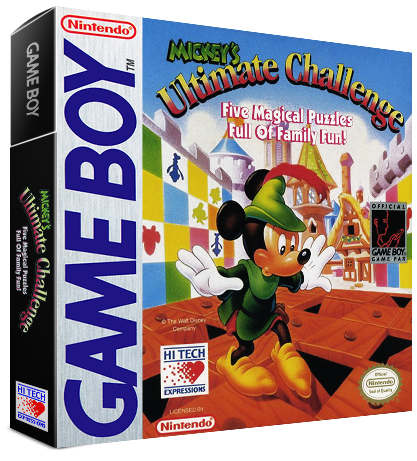 GAME BOY
MICKEY'S
Ultimate Challenge
Five Magical Puzzles
Full Of Family Fun!
HI TECH
EXPRESSIONS
Nintendo
GAME BOY
TM
MICKEY'S
Ultimate Challenge
Five Magical Puzzles
Full Of Family Fun!
OFFICIAL
GAME BOY
GAME PAK
© The Walt Disney
Company
HI TECH
EXPRESSIONS
LICENSED BY
Nintendo
Official
Nintendo
Seal of Quality